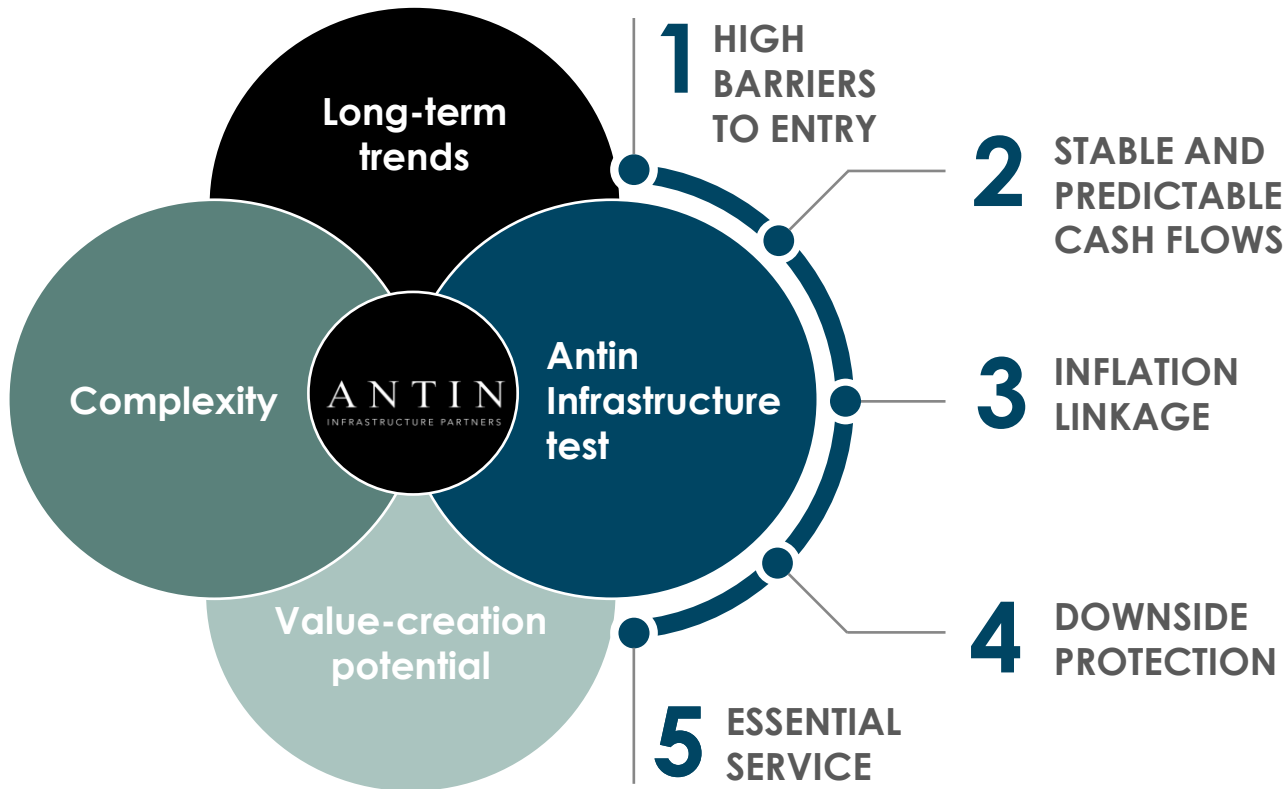 Long-term
trends
Complexity
ANTIN
INFRASTRUCTURE PARTNERS
Antin
Infrastructure
test
Value-creation
potential
1
HIGH
BARRIERS
TO ENTRY
2
STABLE AND
PREDICTABLE
CASH FLOWS
3
INFLATION
LINKAGE
4
DOWNSIDE
PROTECTION
5
ESSENTIAL
SERVICE